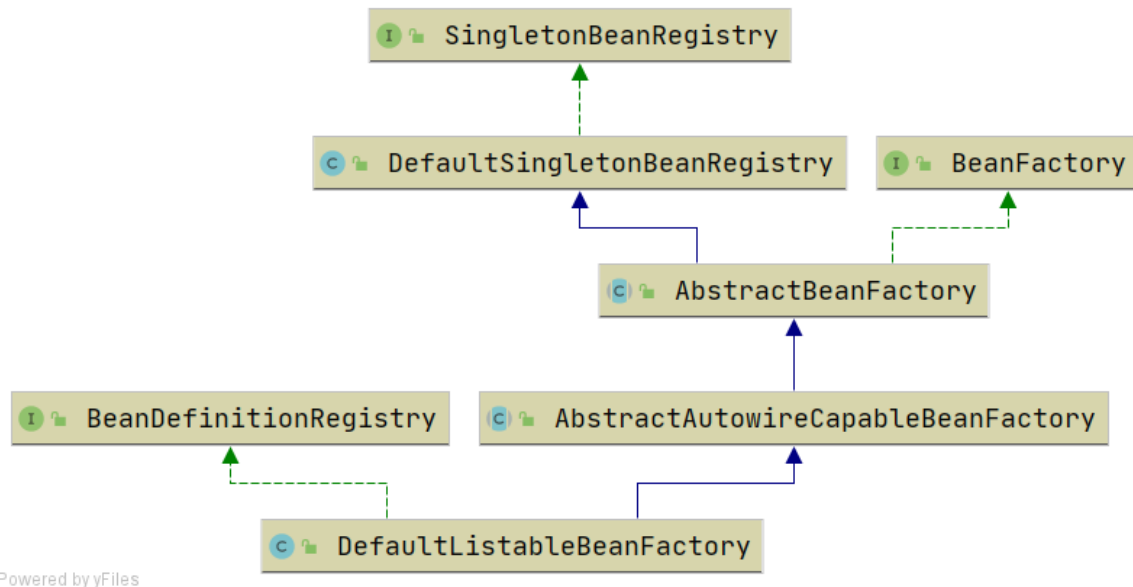 SingletonBeanRegistry
DefaultSingletonBeanRegistry
BeanFactory
AbstractBeanFactory
BeanDefinitionRegistry
AbstractAutowireCapableBeanFactory
DefaultListableBeanFactory
Powered by yFiles